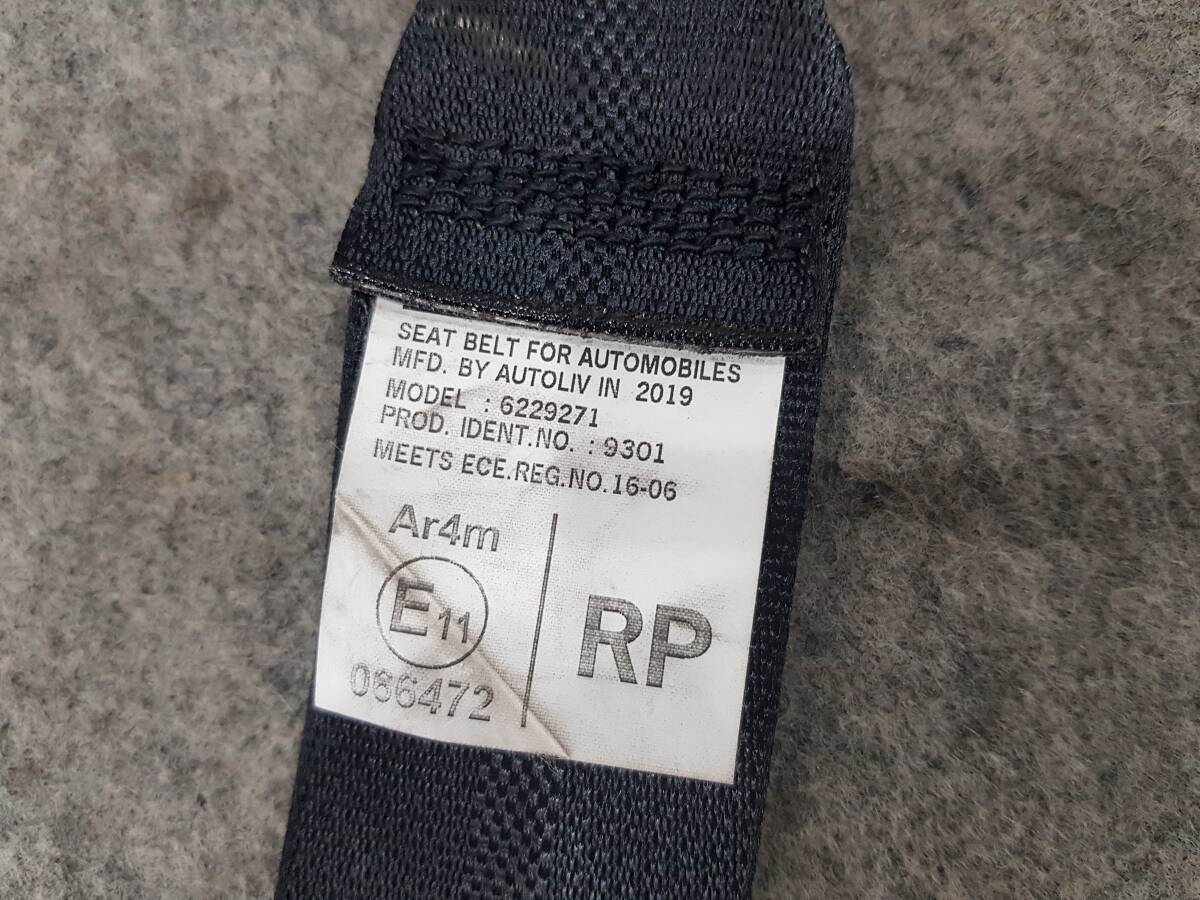 SEAT BELT FOR AUTOMOBILES
MFD. BY AUTOLIV IN 2019
MODEL : 6229271
PROD. IDENT.NO. : 9301
MEETS ECE.REG.NO.16-06
Ar4m
E11
066472
RP